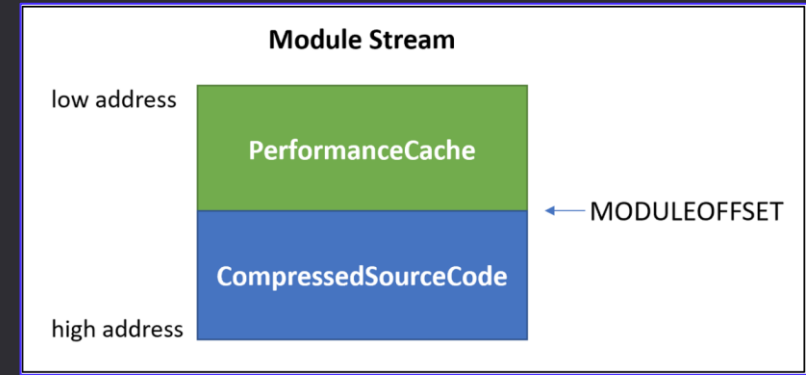 Module Stream
low address
PerformanceCache
MODULEOFFSET
CompressedSourceCode
high address